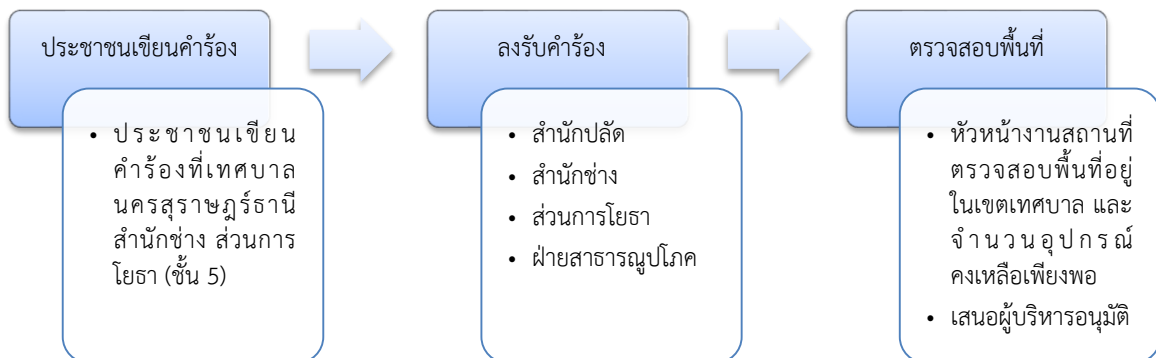 ประชาชนเขียนคำร้อง
• ประชาชนเขียน
คำร้องที่เทศบาล
นครสุราษฎร์ธานี
สำนักช่าง ส่วนการ
โยธา (ชั้น 5)
ลงรับคำร้อง
• สำนักปลัด
• สำนักช่าง
• ส่วนการโยธา
• ฝ่ายสาธารณูปโภค
ตรวจสอบพื้นที่
• หัวหน้างานสถานที่
ตรวจสอบพื้นที่อยู่
ในเขตเทศบาล และ
จำนวนอุปกรณ์
คงเหลือเพียงพอ
• เสนอผู้บริหารอนุมัติ